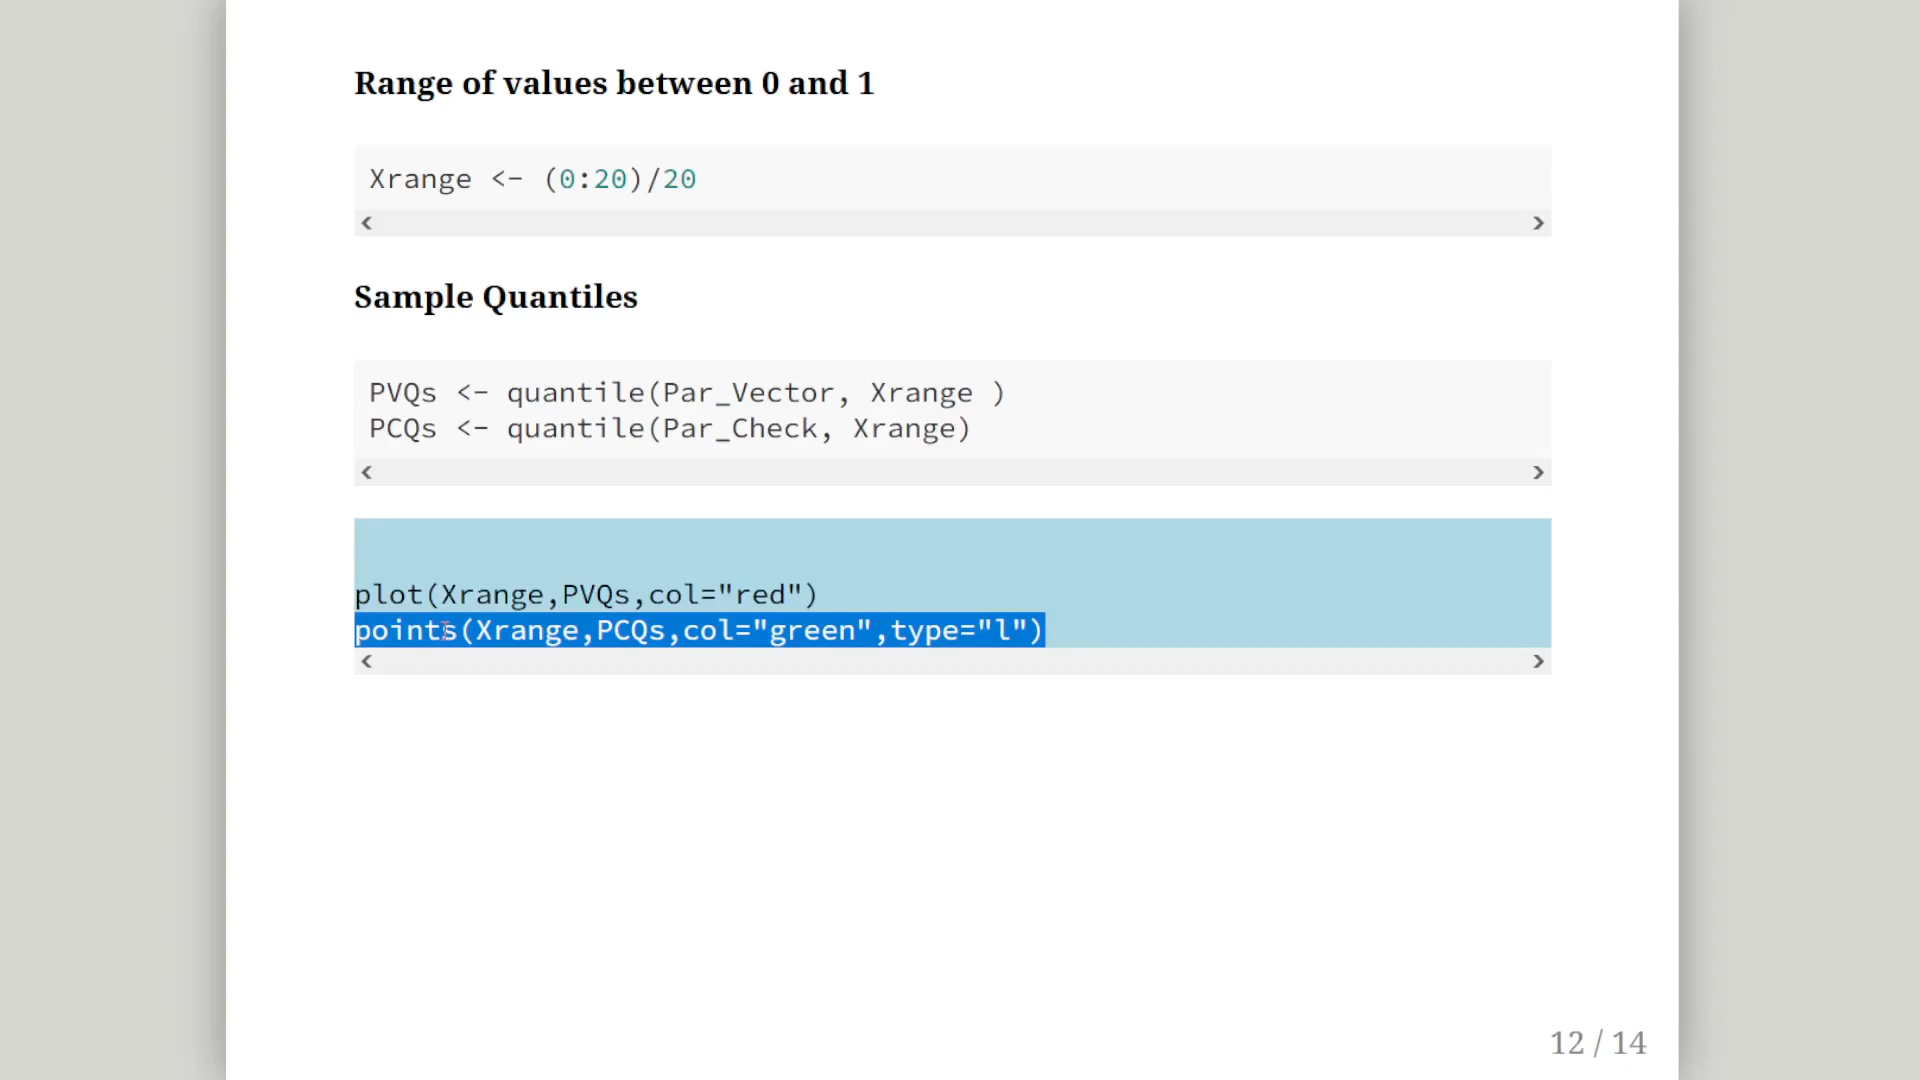 Range of values between 0 and 1
Xrange <- (0:20)/20
Sample Quantiles
PVQs <- quantile(Par_Vector, Xrange )
PCQs <- quantile(Par_Check, Xrange)
plot(Xrange,PVQs,col="red")
points(Xrange,PCQs,col="green",type="l")
12 / 14